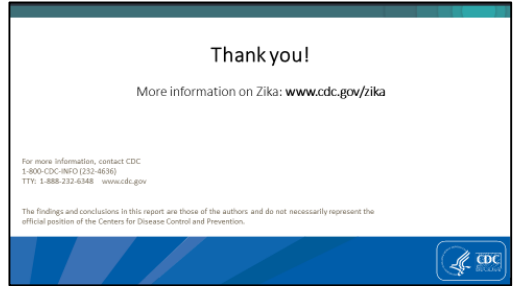 Thank you!
More information on Zika: www.cdc.gov/zika
For more information, contact CDC
1-800-CDC-INFO (232-4636)
TTY: 1-888-232-6348 www.cdc.gov
The findings and conclusions in this report are those of the authors and do not necessarily represent the
official position of the Centers for Disease Control and Prevention.
CDC